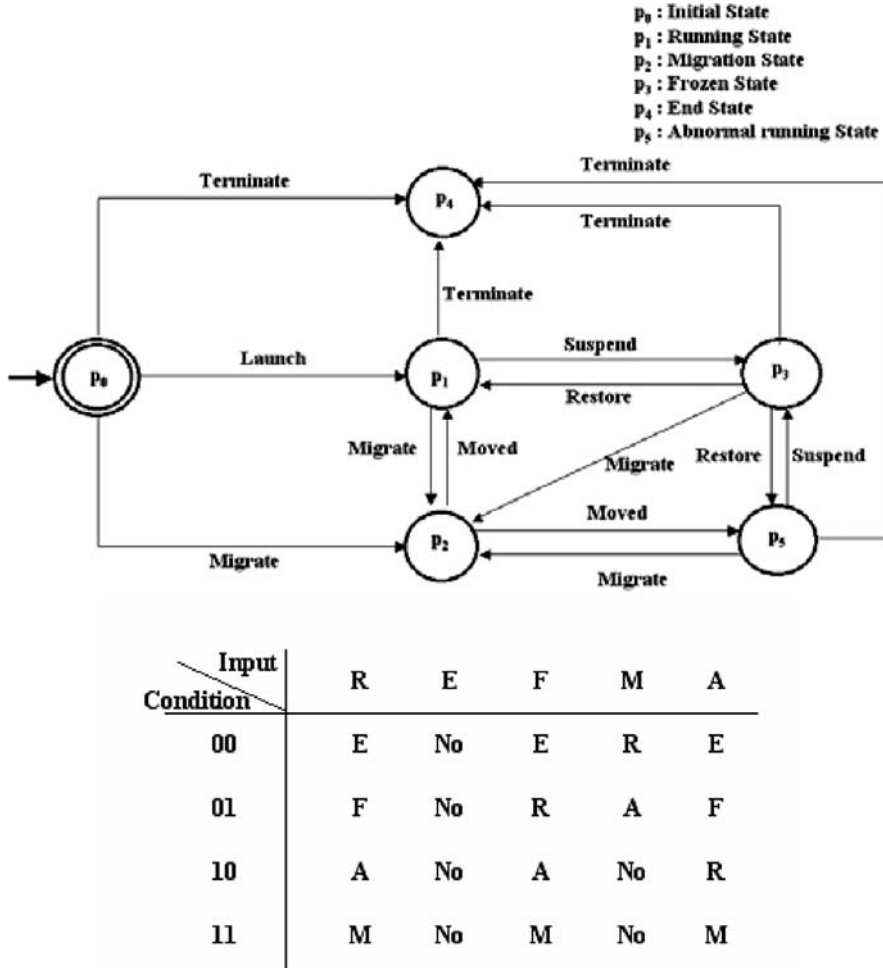 p₀ : Initial State
p₁ : Running State
p₂ : Migration State
p₃ : Frozen State
p₄ : End State
p₅ : Abnormal running State
Terminate
Terminate
p₄
Terminate
Terminate
p₀
Launch
p₁
Suspend
p₃
Restore
Migrate
Moved
Migrate
Restore
Suspend
Moved
p₂
p₅
Migrate
Migrate
Input
Condition
R E F M A
00 E No E R E
01 F No R A F
10 A No A No R
11 M No M No M